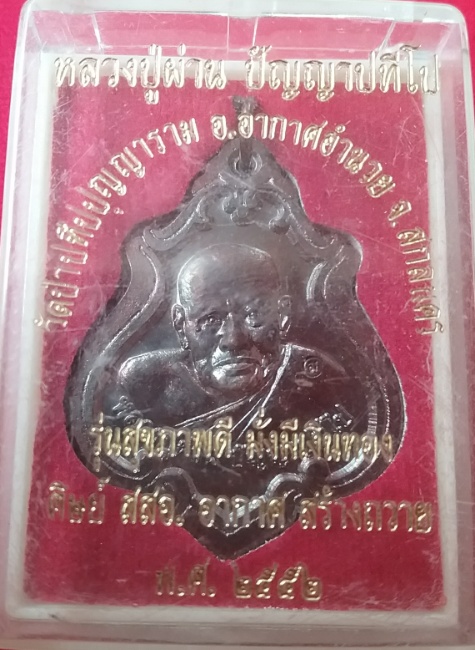 หลวงปู่ผ่าน ปัญญาปทีโป
วัดป่าปทีปปุญญาราม อ.อากาศอำนวย จ.สกลนคร
รุ่นสุขภาพดี มั่งมีเงินทอง
ศิษย์ สสอ. อากาศ สร้างถวาย
พ.ศ. ๒๕๕๒